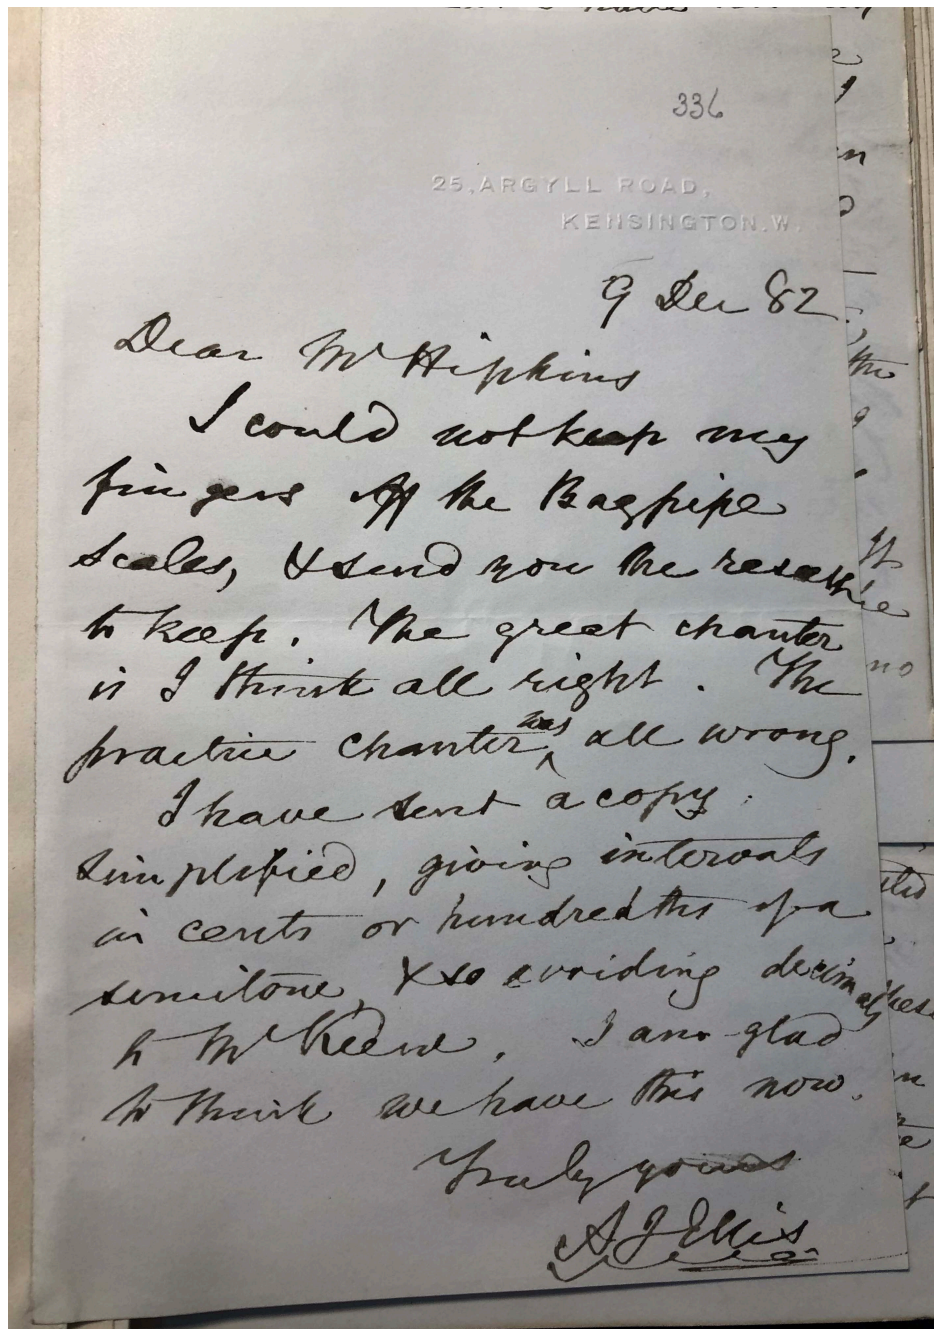 336
25, ARGYLL ROAD,
KENSINGTON. W.
9 Dec 82
Dear Mr Hipkins
I could not keep my
fingers off the Bagpipe
scales, & send you the result
to keep. The great chanter
is I think all right. The
practice chanter was all wrong.
I have sent a copy
simplified, giving intervals
in cents or hundredths of a
semitone, & so avoiding decimals,
to Mr Keene. I am glad
to think we have this now.
Truly yours
A J Ellis